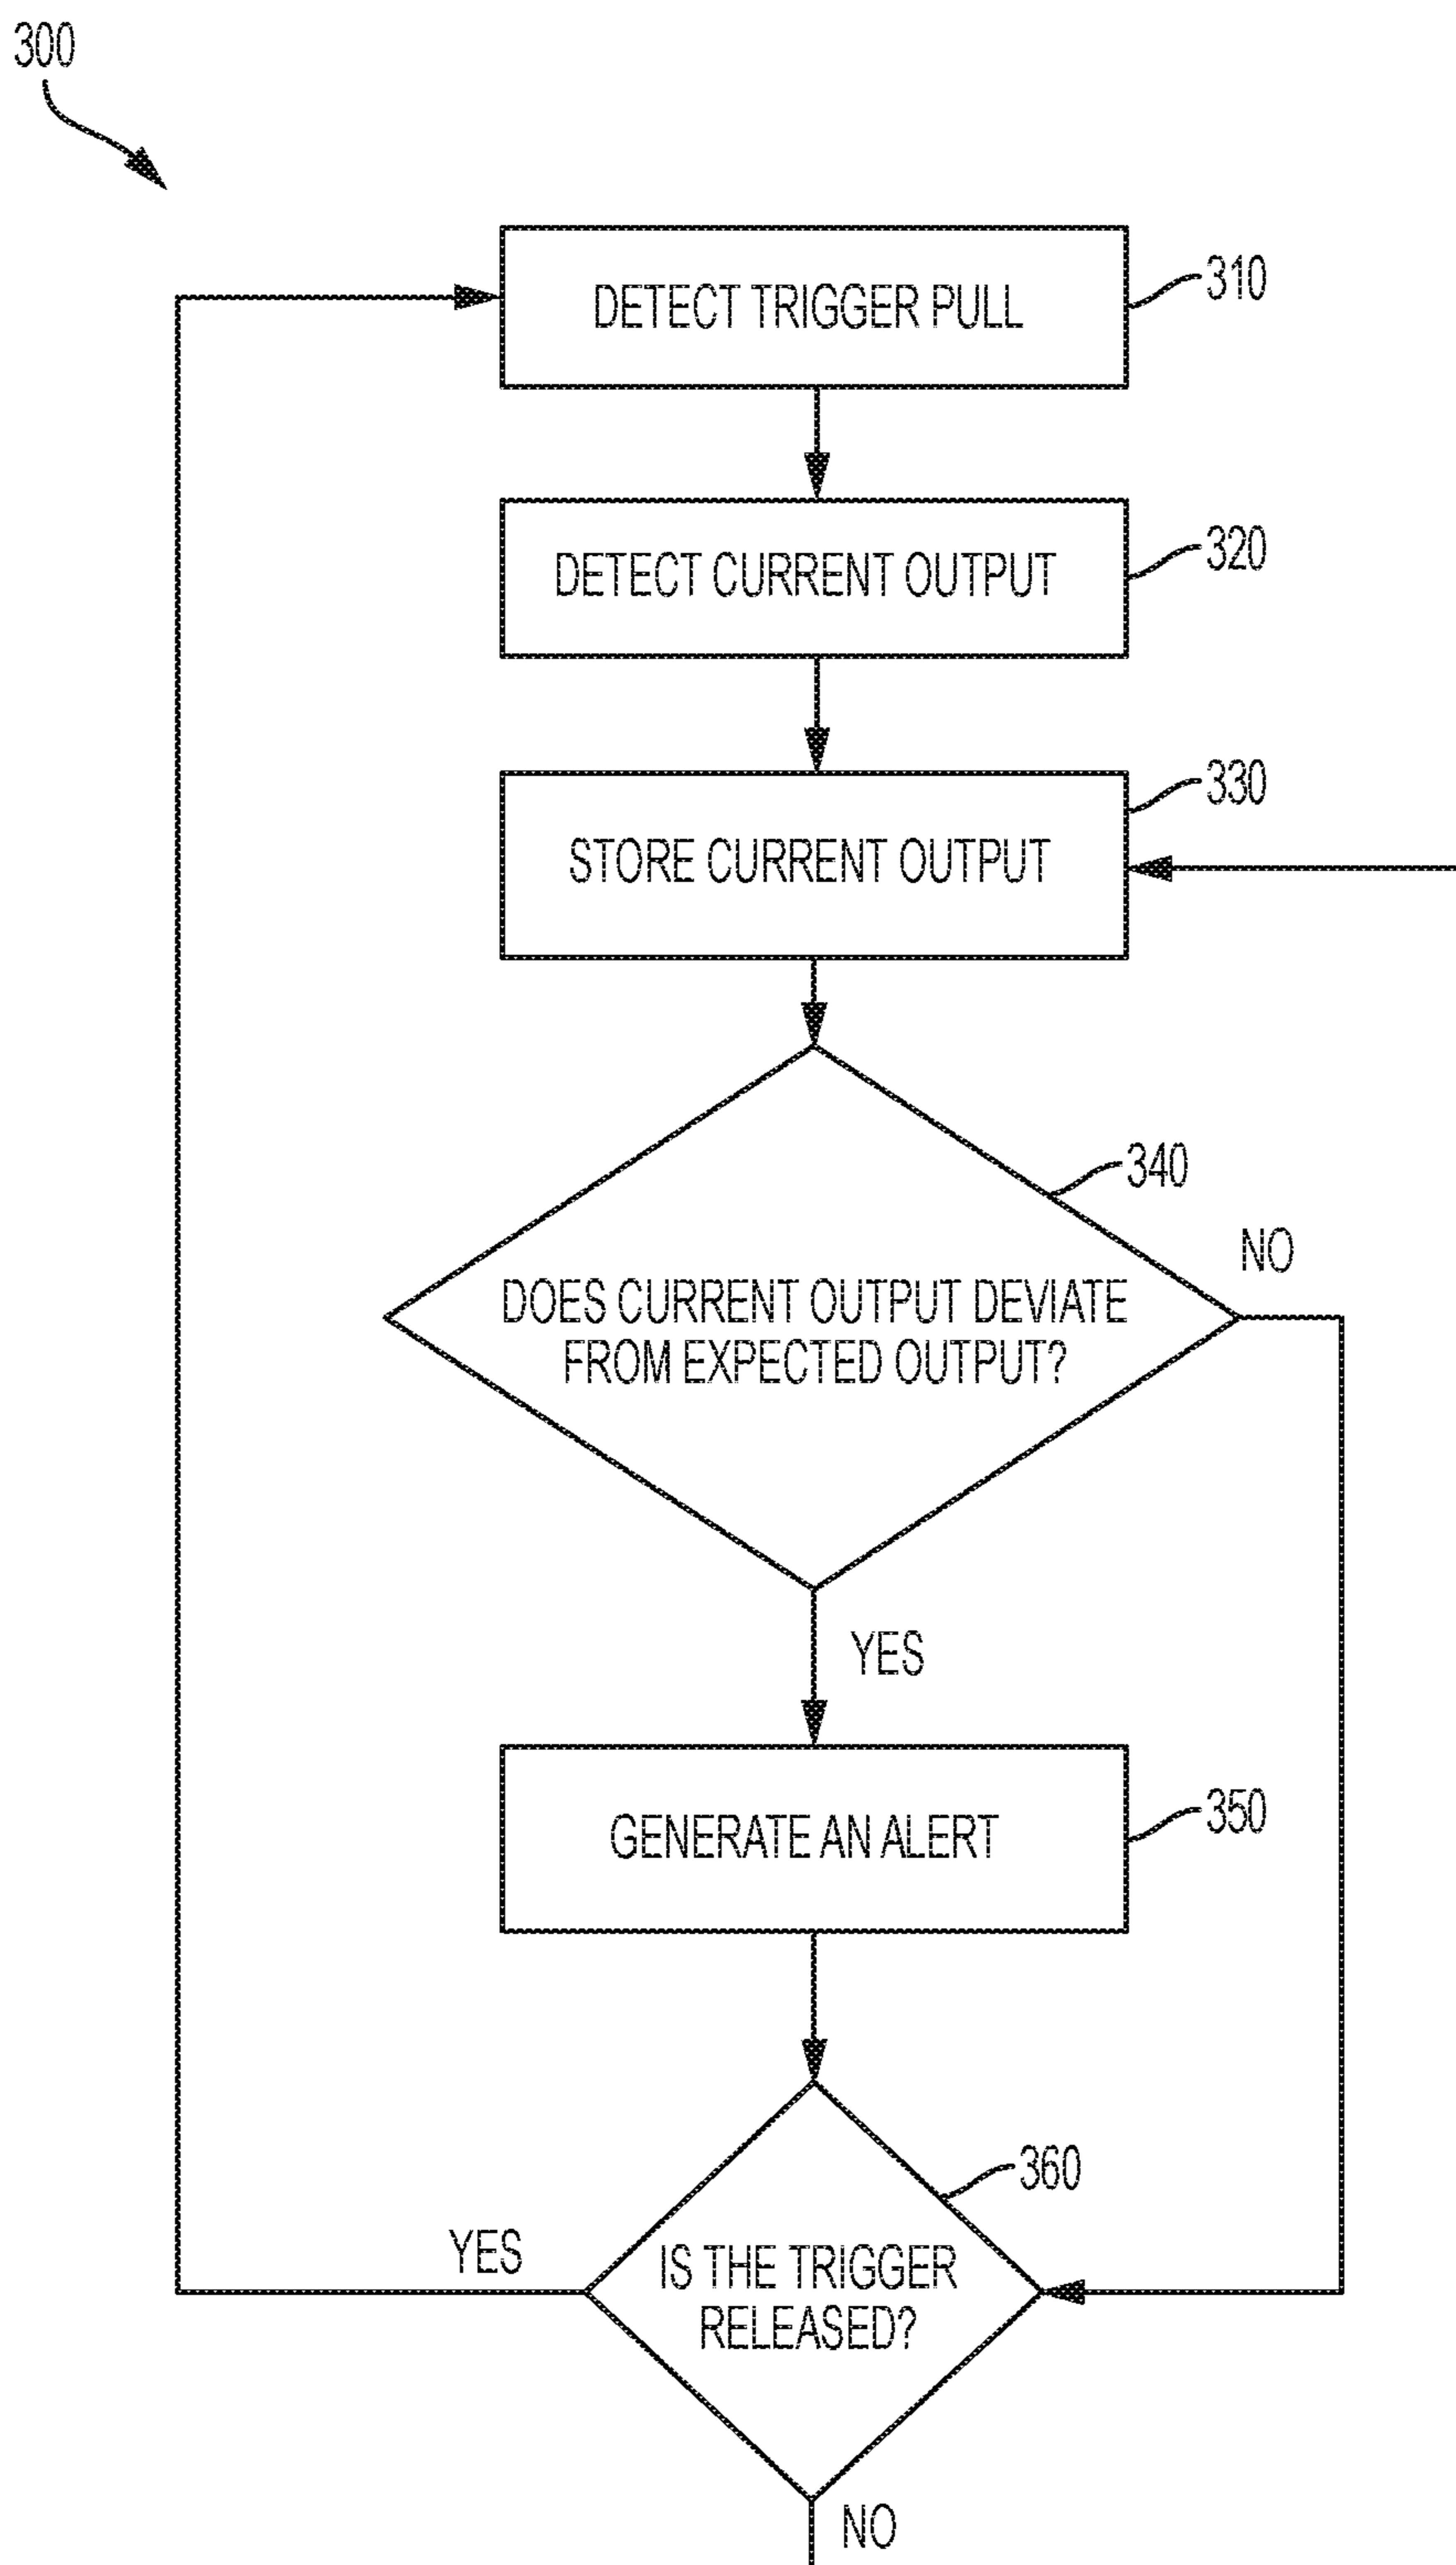 300
DETECT TRIGGER PULL
310
DETECT CURRENT OUTPUT
320
STORE CURRENT OUTPUT
330
340
NO
DOES CURRENT OUTPUT DEVIATE
FROM EXPECTED OUTPUT?
YES
GENERATE AN ALERT
350
360
YES
IS THE TRIGGER
RELEASED?
NO